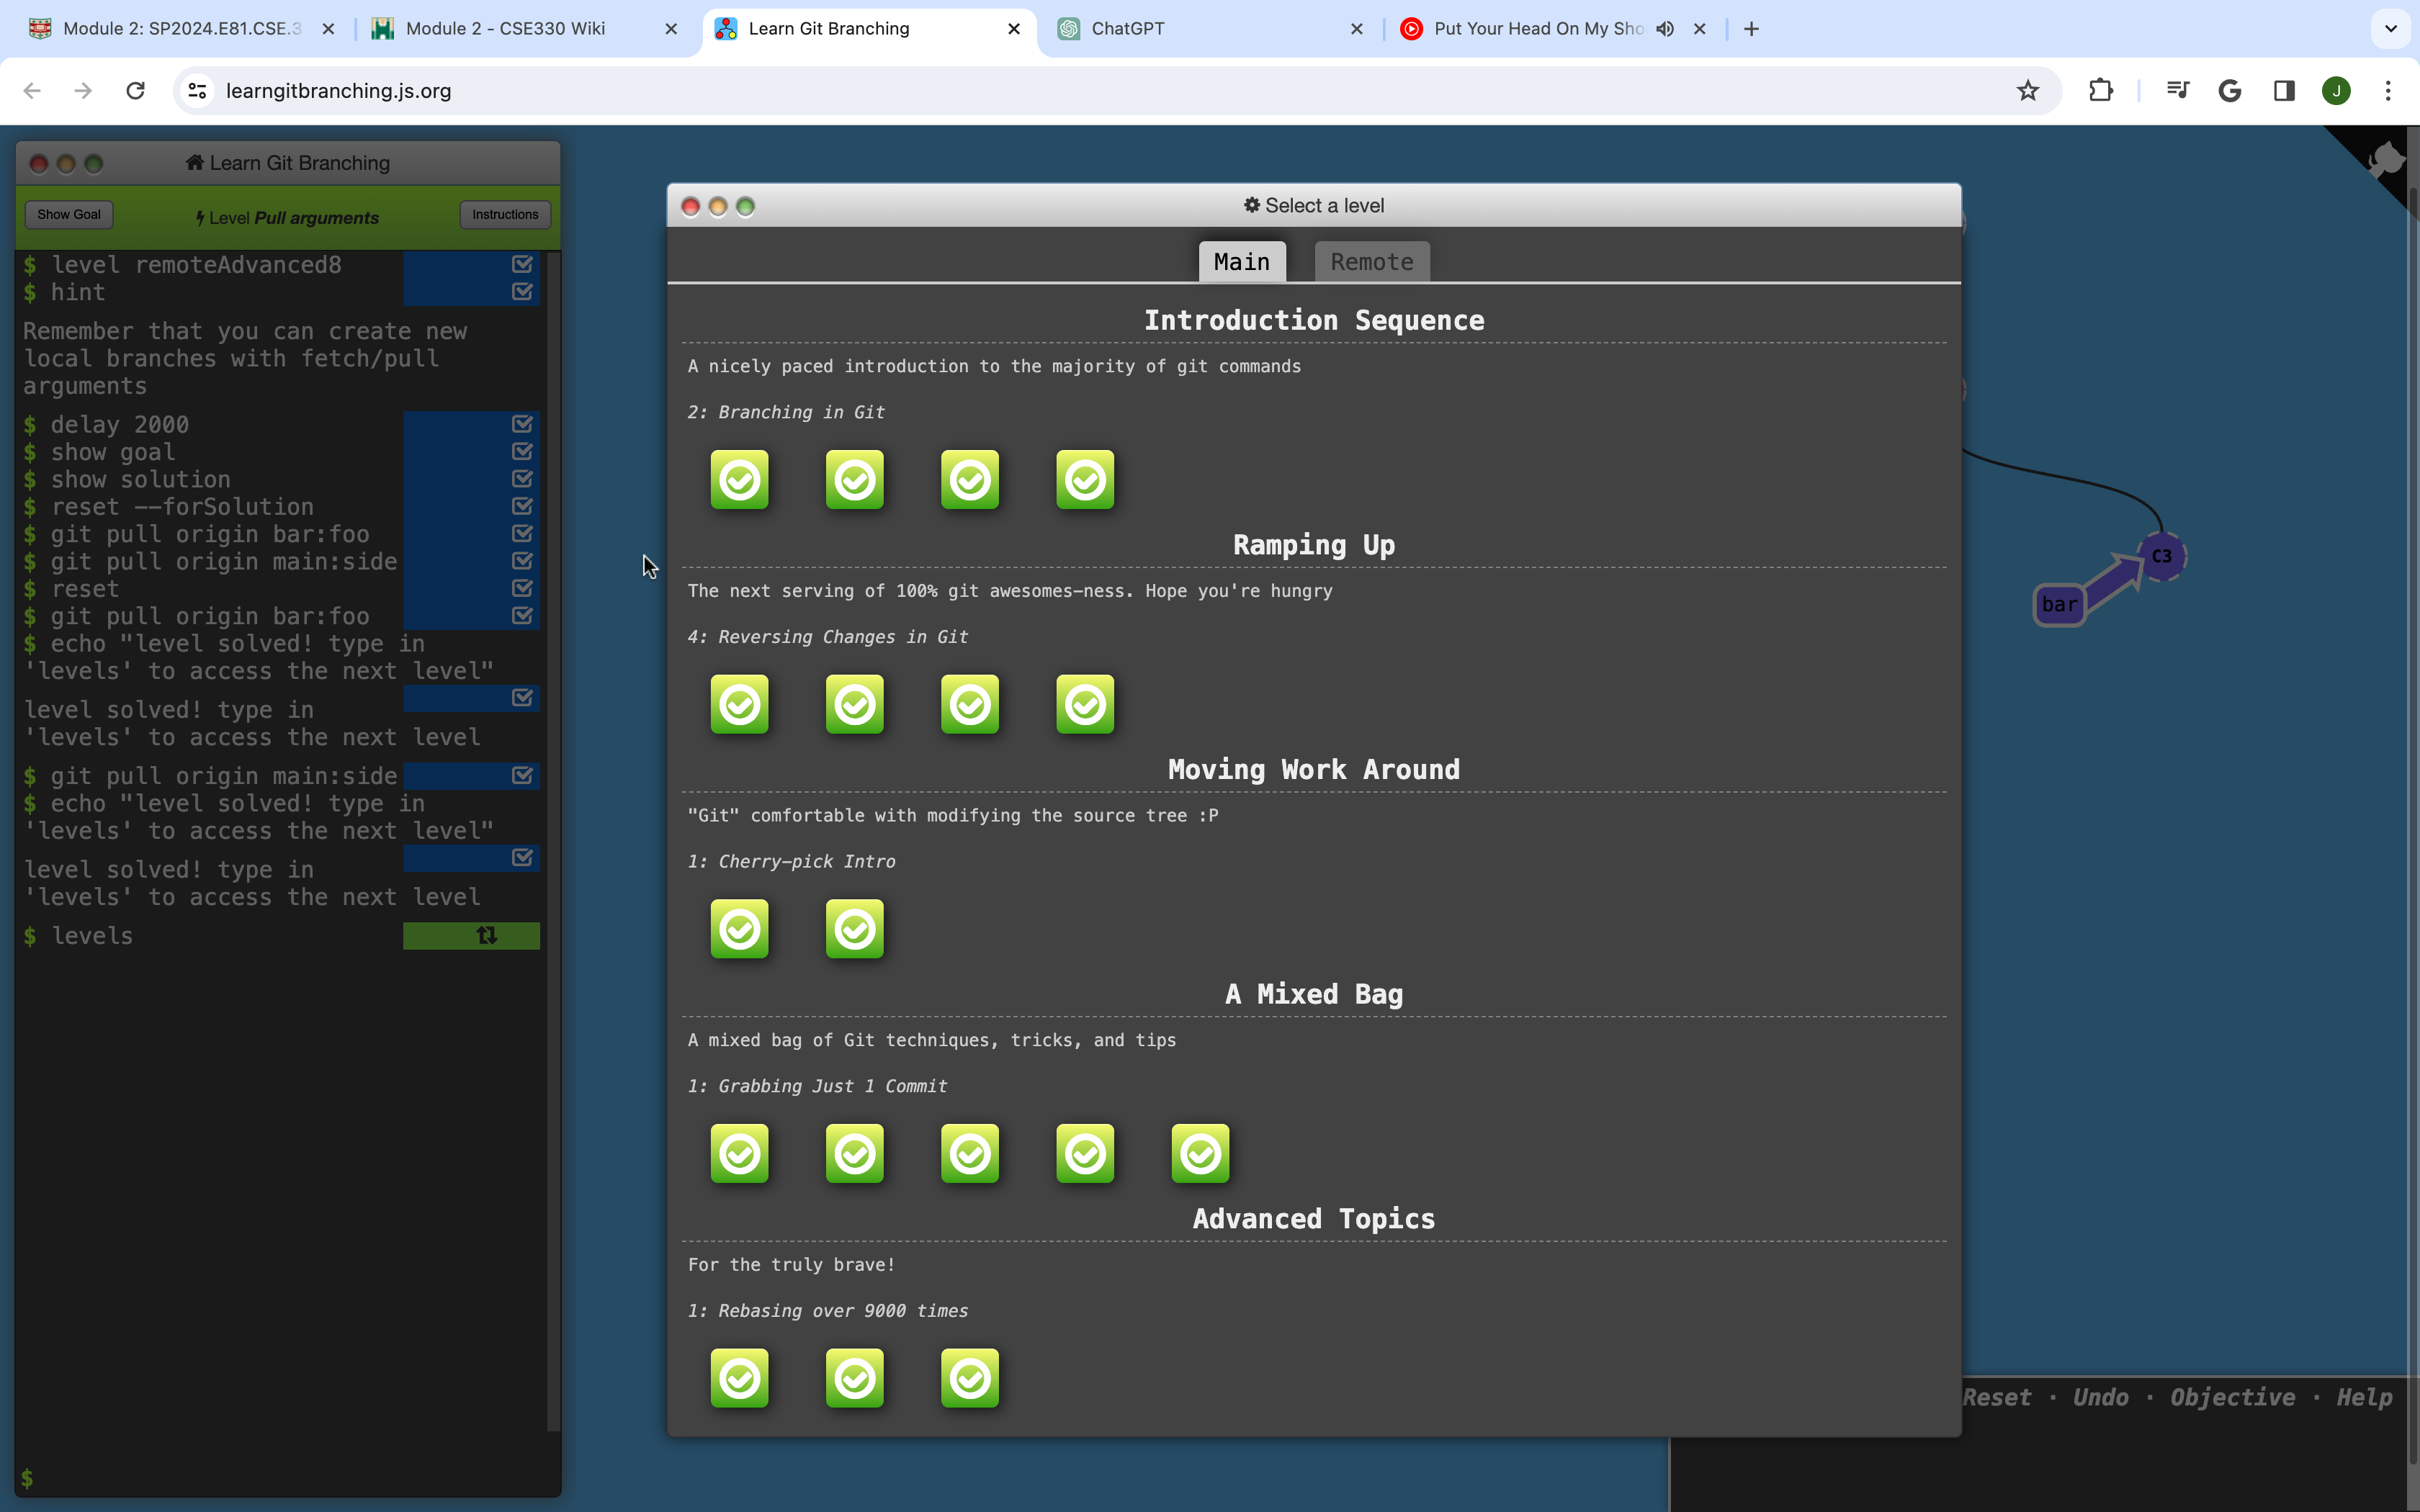 Module 2: SP2024.E81.CSE.3
Module 2 - CSE330 Wiki
Learn Git Branching
ChatGPT
Put Your Head On My Sho
learngitbranching.js.org
J
Learn Git Branching
Show Goal
Level Pull arguments
Instructions
$ level remoteAdvanced8
$ hint
Remember that you can create new
local branches with fetch/pull
arguments
$ delay 2000
$ show goal
$ show solution
$ reset --forSolution
$ git pull origin bar:foo
$ git pull origin main:side
$ reset
$ git pull origin bar:foo
$ echo "level solved! type in
'levels' to access the next level"
level solved! type in
'levels' to access the next level
$ git pull origin main:side
$ echo "level solved! type in
'levels' to access the next level"
level solved! type in
'levels' to access the next level
$ levels
$
Select a level
Main
Remote
Introduction Sequence
A nicely paced introduction to the majority of git commands
2: Branching in Git
Ramping Up
The next serving of 100% git awesomes-ness. Hope you're hungry
4: Reversing Changes in Git
Moving Work Around
"Git" comfortable with modifying the source tree :P
1: Cherry-pick Intro
A Mixed Bag
A mixed bag of Git techniques, tricks, and tips
1: Grabbing Just 1 Commit
Advanced Topics
For the truly brave!
1: Rebasing over 9000 times
C3
bar
Reset · Undo · Objective · Help